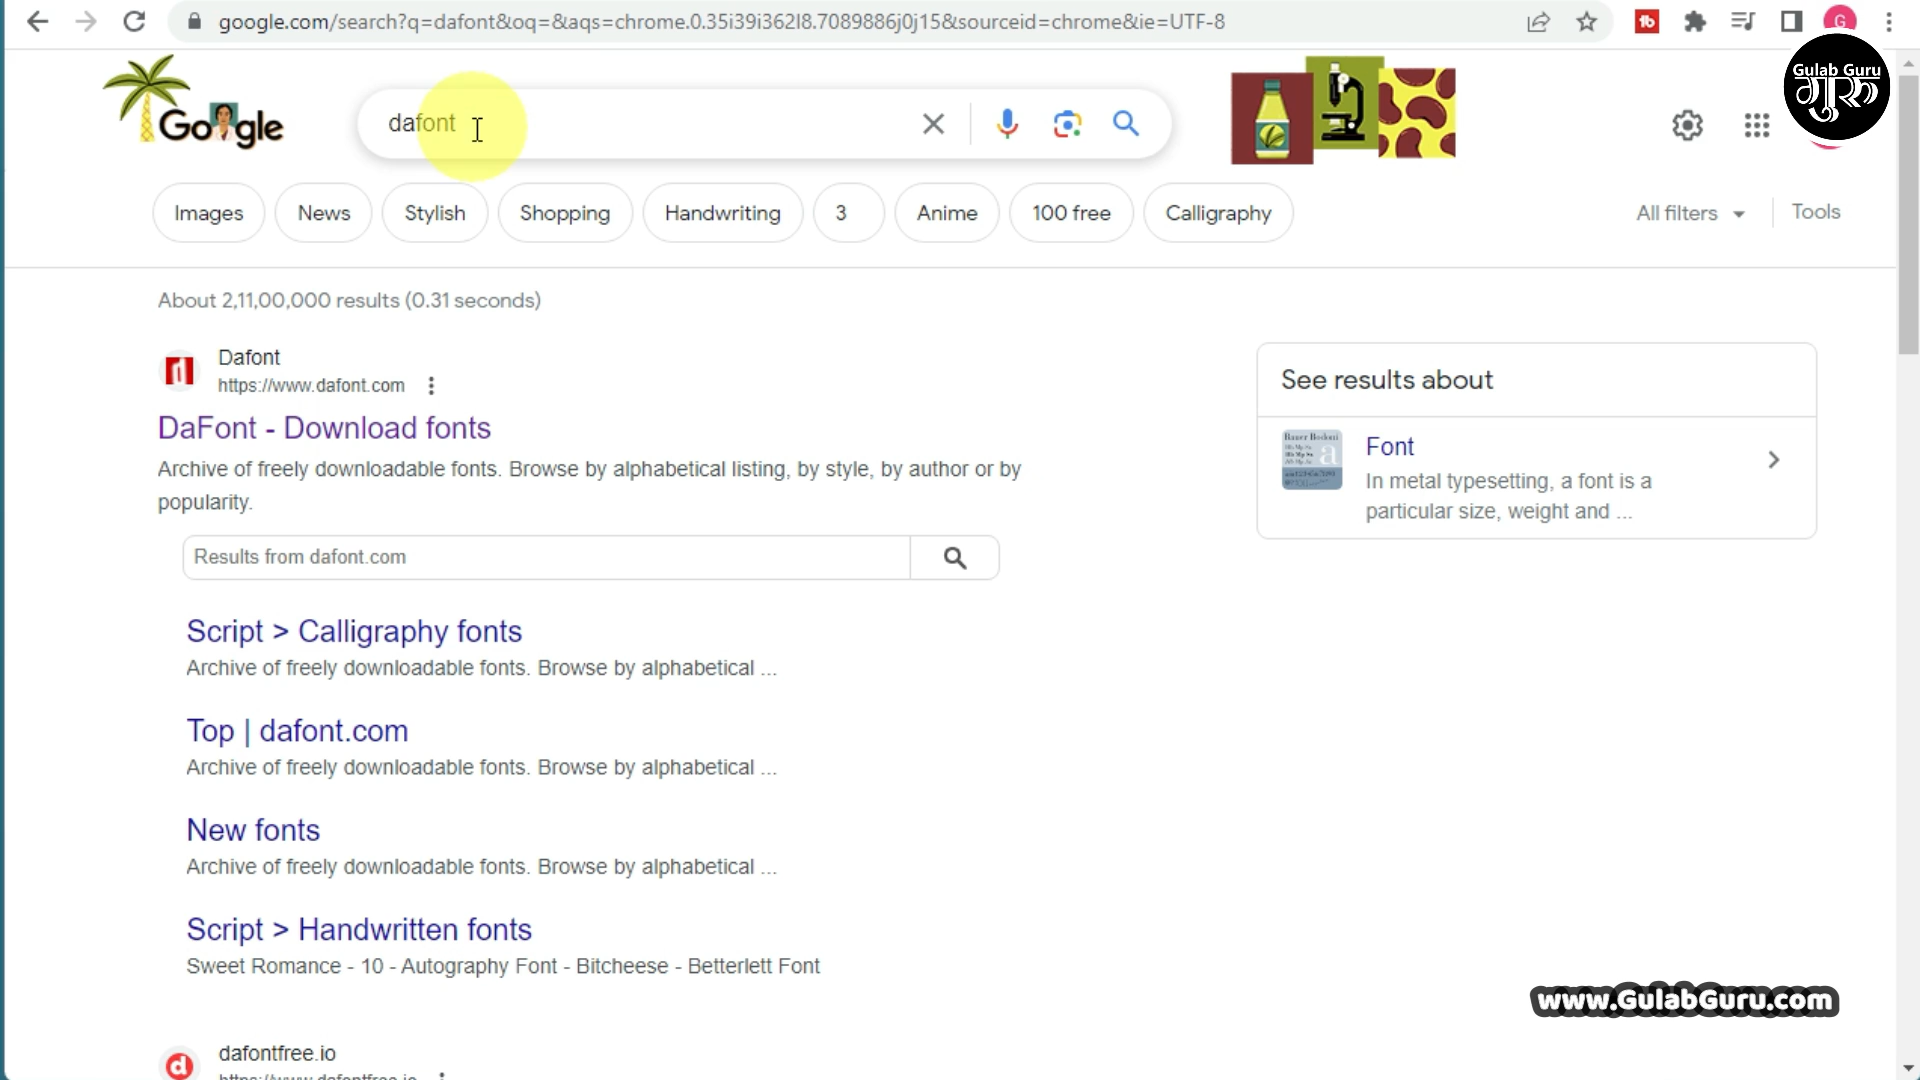 google.com/search?q=dafont&oq=&aqs=chrome.0.35i39i362l8.7089886j0j15&sourceid=chrome&ie=UTF-8
G
Gulab Guru
गुरू
Google
dafont
Images News Stylish Shopping Handwriting 3 Anime 100 free Calligraphy All filters Tools
About 2,11,00,000 results (0.31 seconds)
Dafont
https://www.dafont.com
DaFont - Download fonts
Archive of freely downloadable fonts. Browse by alphabetical listing, by style, by author or by
popularity.
Results from dafont.com
Script > Calligraphy fonts
Archive of freely downloadable fonts. Browse by alphabetical ...
Top | dafont.com
Archive of freely downloadable fonts. Browse by alphabetical ...
New fonts
Archive of freely downloadable fonts. Browse by alphabetical ...
Script > Handwritten fonts
Sweet Romance - 10 - Autography Font - Bitcheese - Betterlett Font
dafontfree.io
https://www.dafontfree.io
See results about
Font
In metal typesetting, a font is a
particular size, weight and ...
www.GulabGuru.com